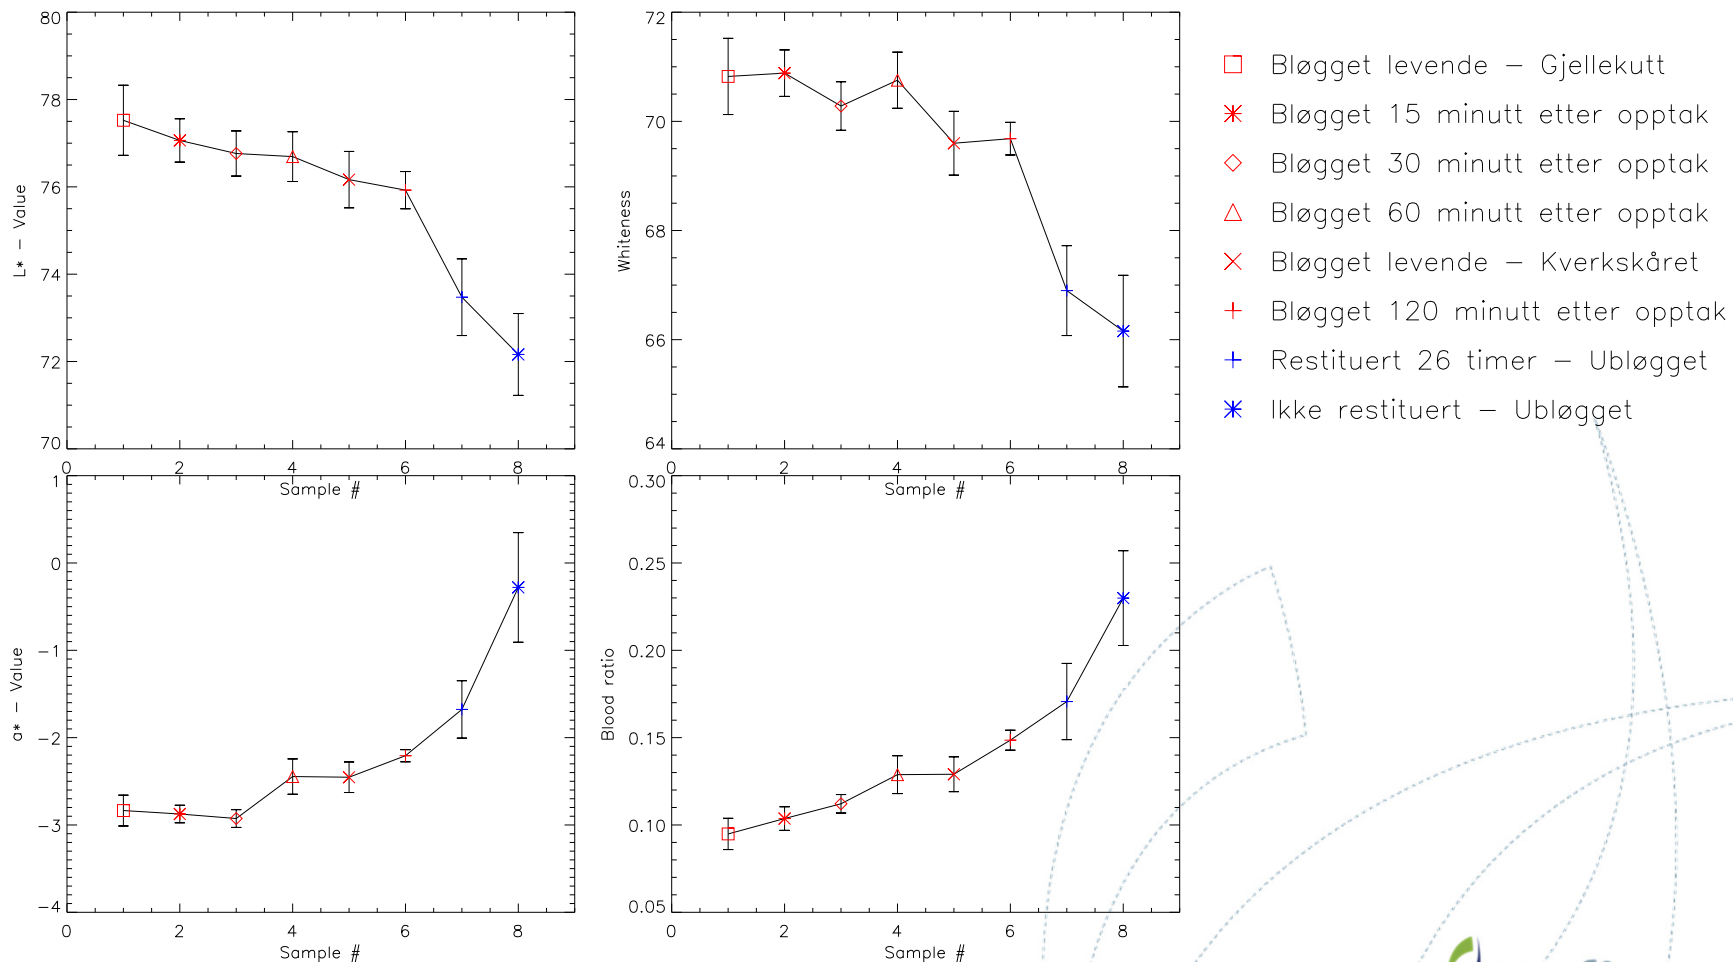 80
78
76
74
72
70
L* – Value
0 2 4 6 8
Sample #
72
70
68
66
64
Whiteness
0 2 4 6 8
Sample #
1
0
−1
−2
−3
−4
a* – Value
0 2 4 6 8
Sample #
0.30
0.25
0.20
0.15
0.10
0.05
Blood ratio
0 2 4 6 8
Sample #
Bløgget levende – Gjellekutt
Bløgget 15 minutt etter opptak
Bløgget 30 minutt etter opptak
Bløgget 60 minutt etter opptak
Bløgget levende – Kverkskåret
Bløgget 120 minutt etter opptak
Restituert 26 timer – Ubløgget
Ikke restituert – Ubløgget